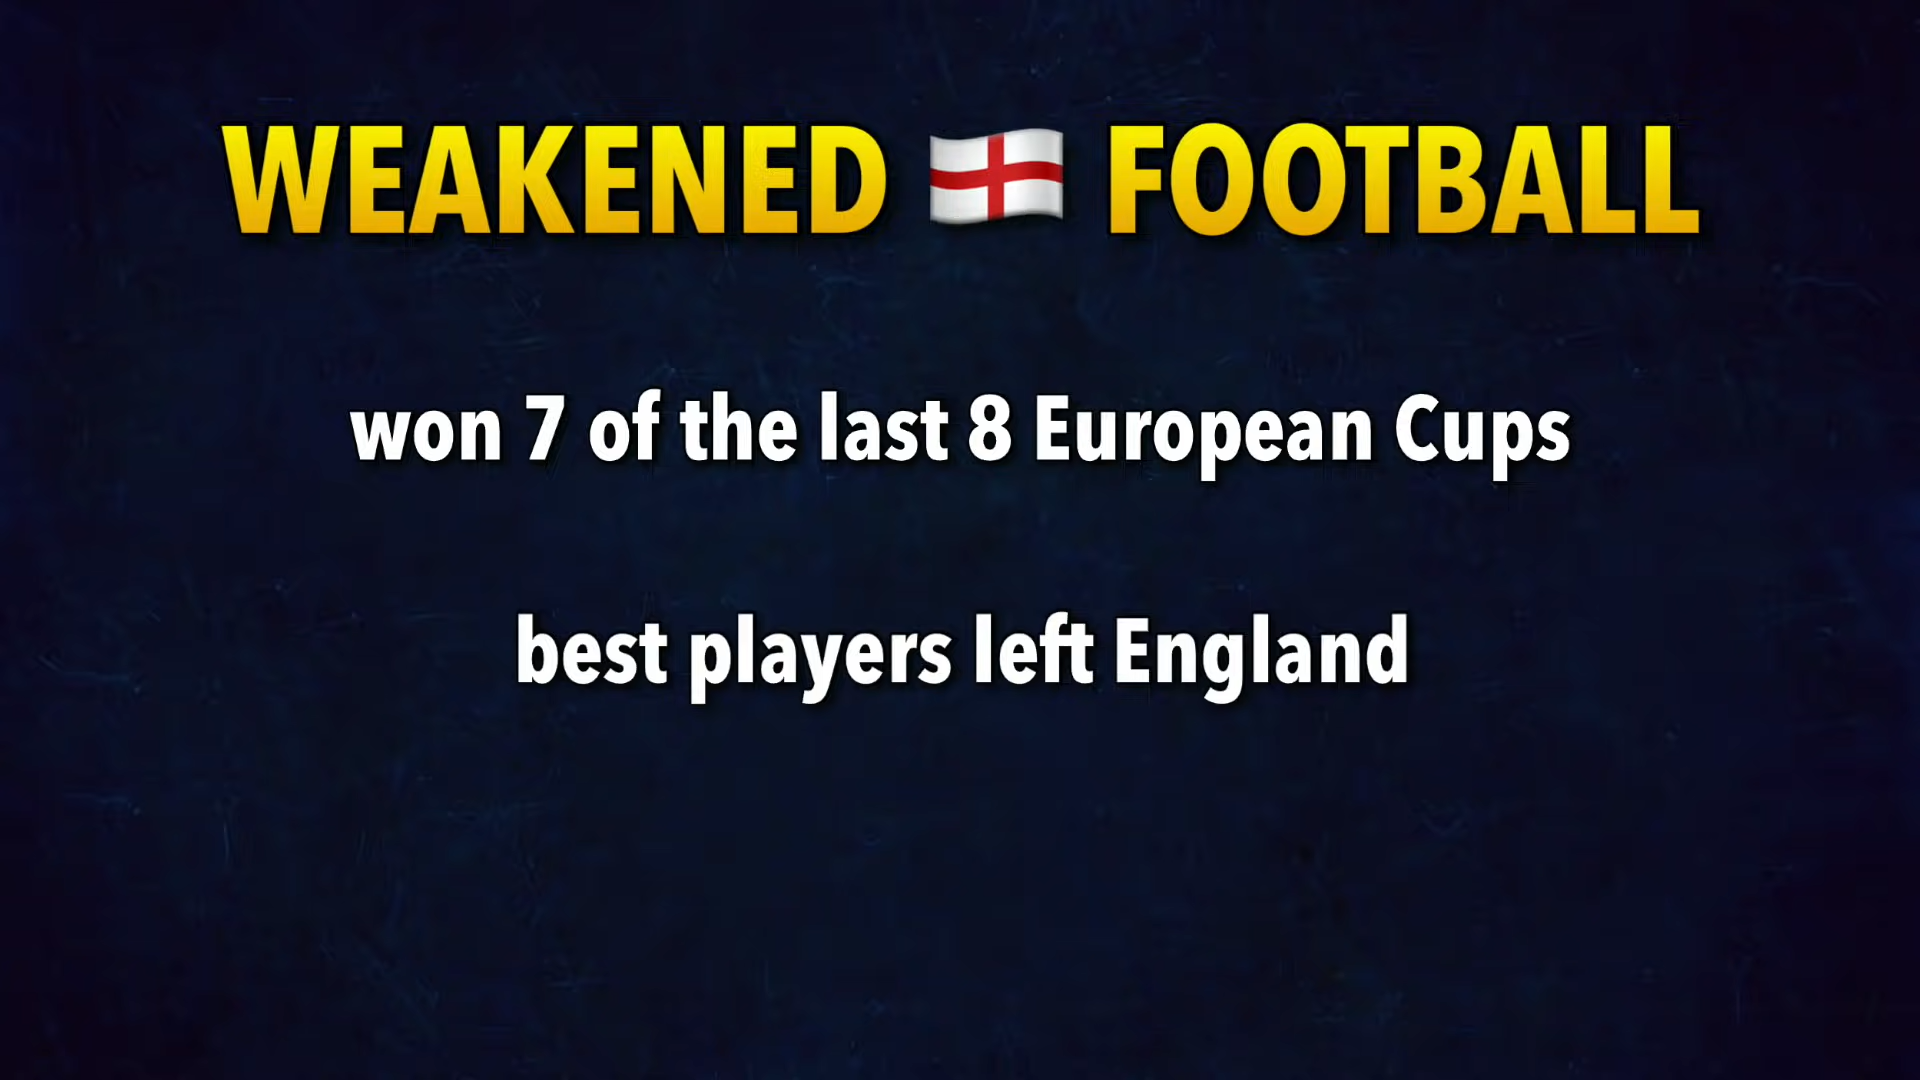 WEAKENED 🏴󠁧󠁢󠁥󠁮󠁧󠁿 FOOTBALL
won 7 of the last 8 European Cups
best players left England